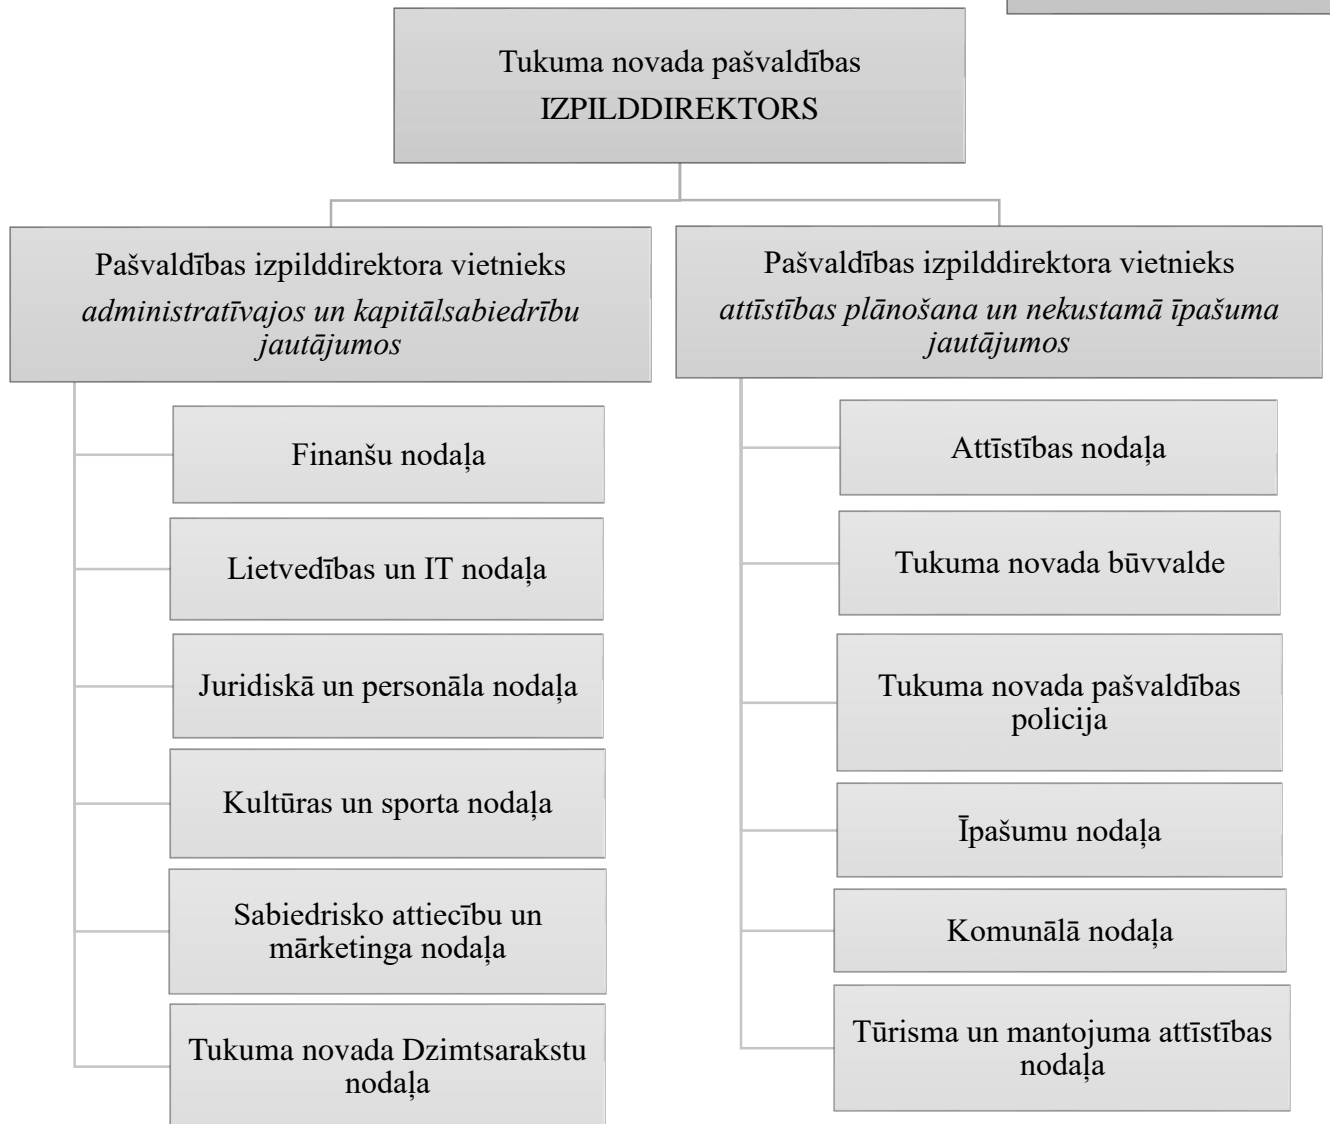 Tukuma novada pašvaldības
IZPILDDIREKTORS
Pašvaldības izpilddirektora vietnieks
administratīvajos un kapitālsabiedrību
jautājumos
Finanšu nodaļa
Lietvedības un IT nodaļa
Juridiskā un personāla nodaļa
Kultūras un sporta nodaļa
Sabiedrisko attiecību un
mārketinga nodaļa
Tukuma novada Dzimtsarakstu
nodaļa
Pašvaldības izpilddirektora vietnieks
attīstības plānošana un nekustamā īpašuma
jautājumos
Attīstības nodaļa
Tukuma novada būvvalde
Tukuma novada pašvaldības
policija
Īpašumu nodaļa
Komunālā nodaļa
Tūrisma un mantojuma attīstības
nodaļa